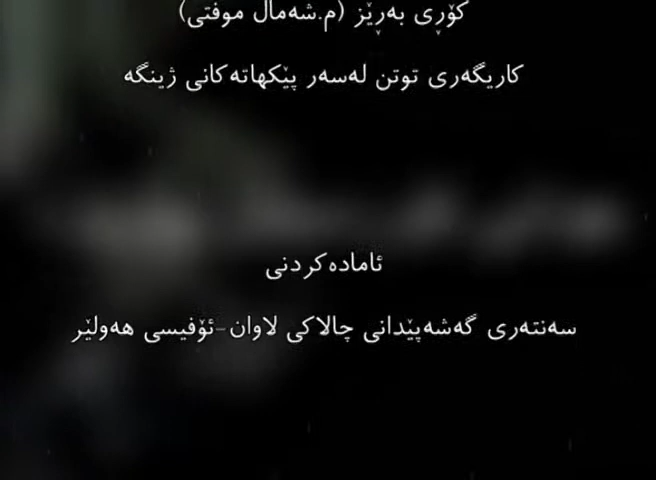 کۆڕی بەڕێز (م.شەمال موفتی)
کاریگەری توتن لەسەر پێکهاتەکانی ژینگە
ئامادەکردنی
سەنتەری گەشەپێدانی چالاکی لاوان-ئۆفیسی هەولێر